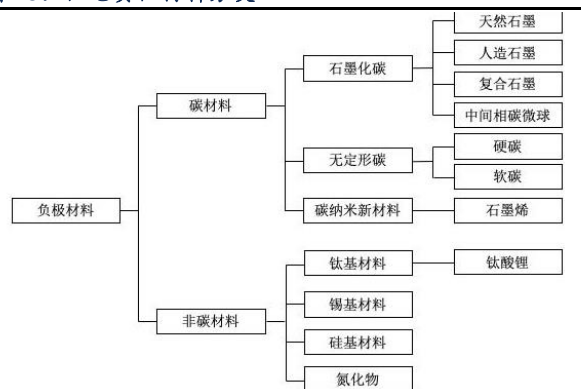 天然石墨
人造石墨
石墨化碳
复合石墨
碳材料
中间相碳微球
硬碳
无定形碳
软碳
负极材料
碳纳米新材料
石墨烯
钛基材料
钛酸锂
锡基材料
非碳材料
硅基材料
氮化物